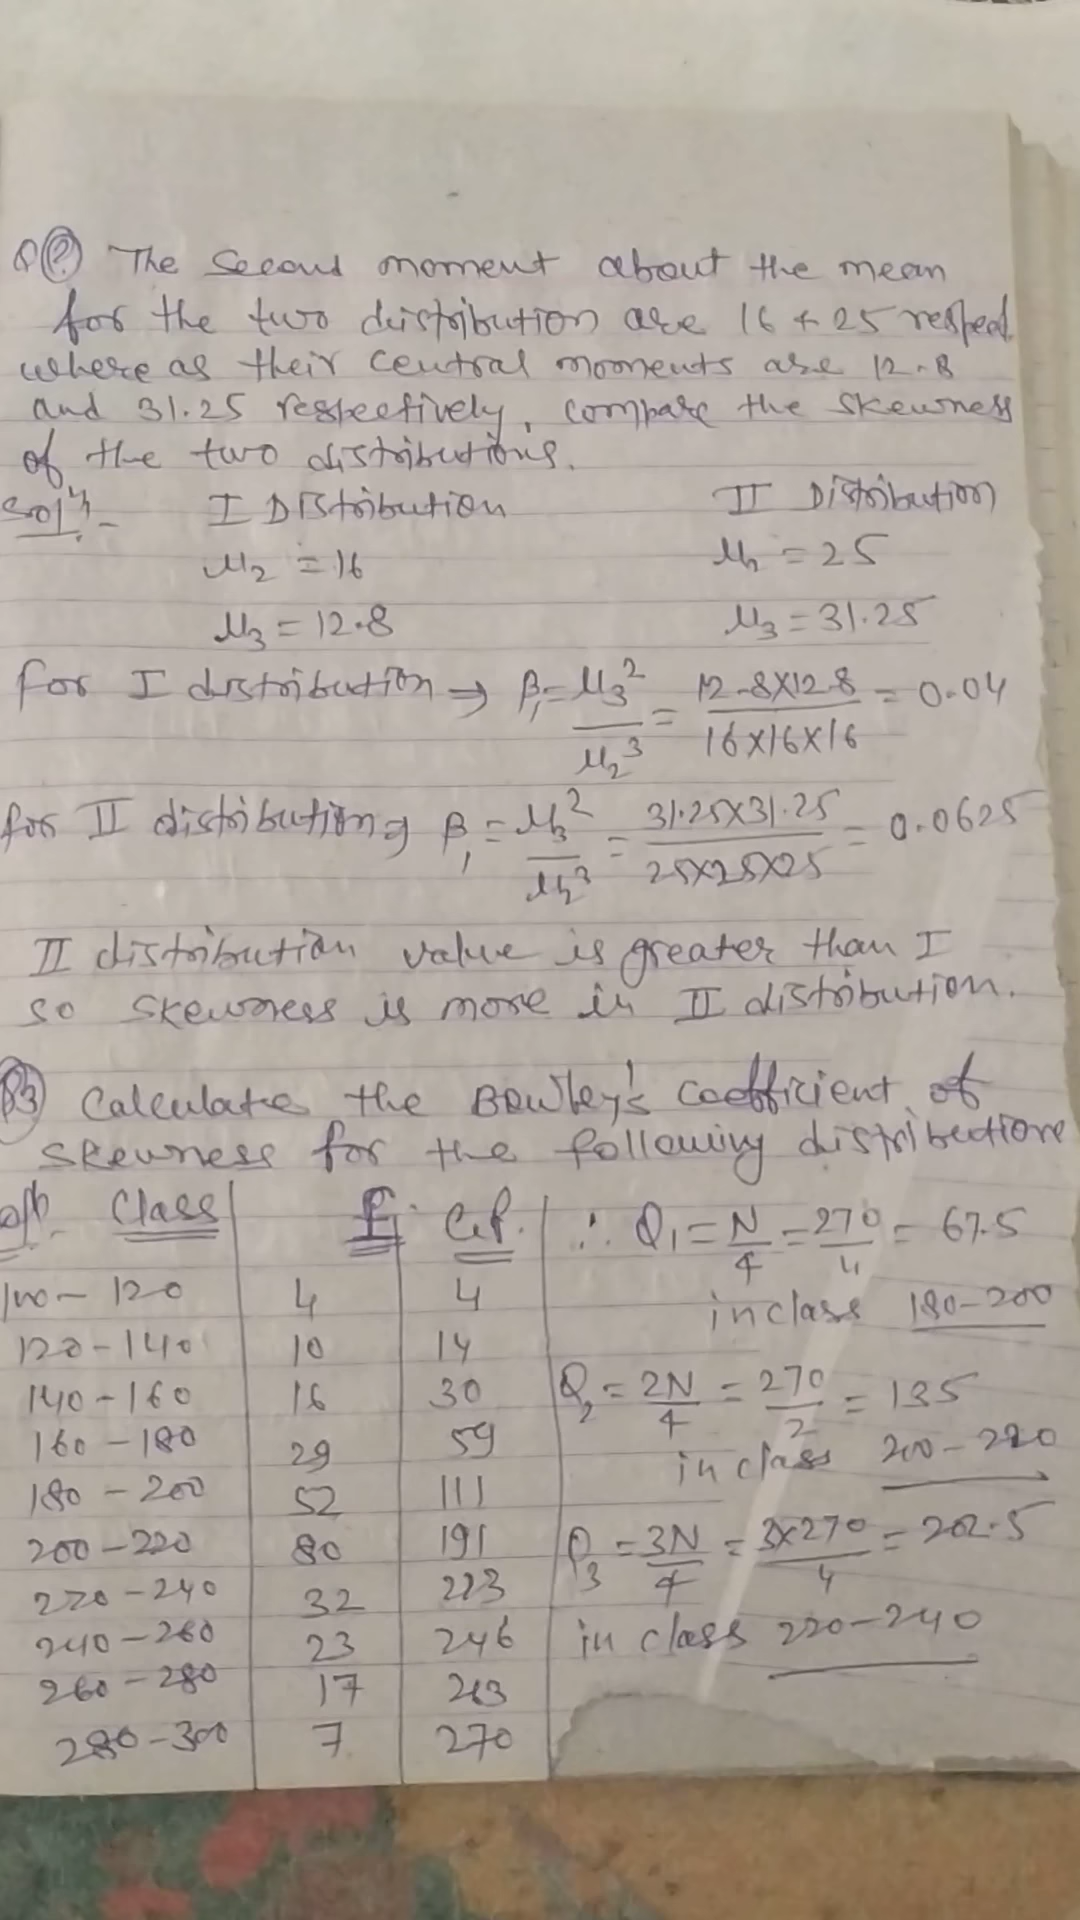 Q② The second moment about the mean
for the two distribution are 16 & 25 respect.
where as their central moments are 12.8
and 31.25 respectively, compare the skewness
of the two distributions.
Solⁿ:- I Distribution II Distribution
μ₂ = 16 μ₂ = 25
μ₃ = 12.8 μ₃ = 31.25
for I distribution → β₁ = μ₃²/μ₂³ = 12.8×12.8/16×16×16 = 0.04
for II distribution → β₁ = μ₃²/μ₂³ = 31.25×31.25/25×25×25 = 0.0625
II distribution value is greater than I
so skewness is more in II distribution.
Q3 Calculate the Bowley's Coefficient of
skewness for the following distribution
Class f C.f. ∴ Q₁ = N/4 = 270/4 = 67.5
100 - 120 4 4 in class 180-200
120 - 140 10 14
140 - 160 16 30 Q₂ = 2N/4 = 270/2 = 135
160 - 180 29 59 in class 200-220
180 - 200 52 111
200 - 220 80 191 Q₃ = 3N/4 = 3×270/4 = 202.5
220 - 240 32 223
240 - 260 23 246 in class 220-240
260 - 280 17 263
280 - 300 7 270